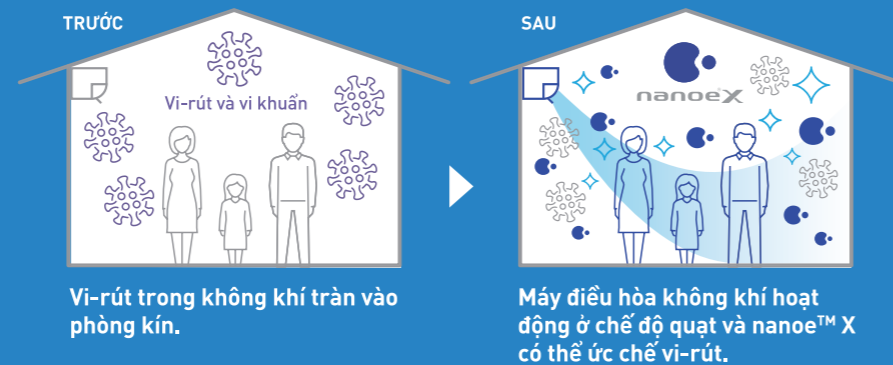 TRƯỚC
Vi-rút và vi khuẩn
Vi-rút trong không khí tràn vào
phòng kín.
SAU
nanoeX
Máy điều hòa không khí hoạt
động ở chế độ quạt và nanoe™ X
có thể ức chế vi-rút.